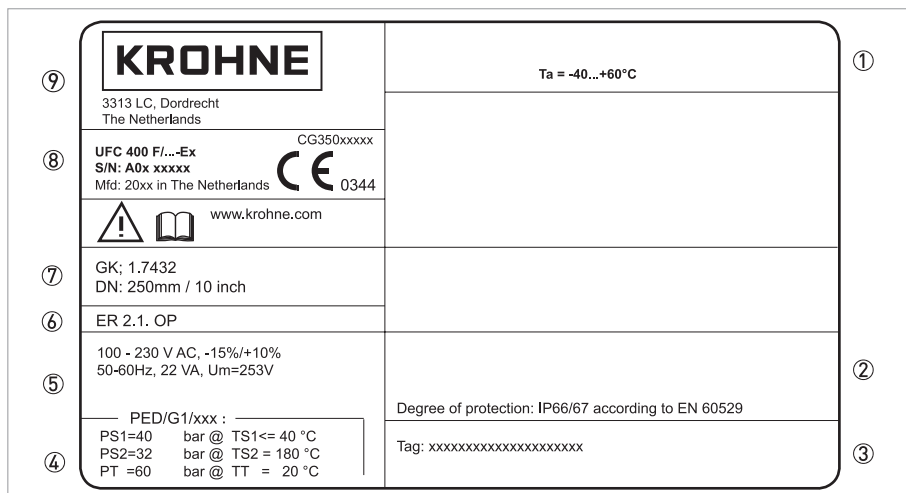 KROHNE
3313 LC, Dordrecht
The Netherlands
CG350xxxxx
UFC 400 F/...-Ex
S/N: A0x xxxxx
Mfd: 20xx in The Netherlands
CE 0344
www.krohne.com
GK; 1.7432
DN: 250mm / 10 inch
ER 2.1. OP
100 - 230 V AC, -15%/+10%
50-60Hz, 22 VA, Um=253V
PED/G1/xxx :
PS1=40 bar @ TS1<= 40 °C
PS2=32 bar @ TS2 = 180 °C
PT =60 bar @ TT = 20 °C
Ta = -40...+60°C
Degree of protection: IP66/67 according to EN 60529
Tag: xxxxxxxxxxxxxxxxxxxxx
⑨
⑧
⑦
⑥
⑤
④
①
②
③